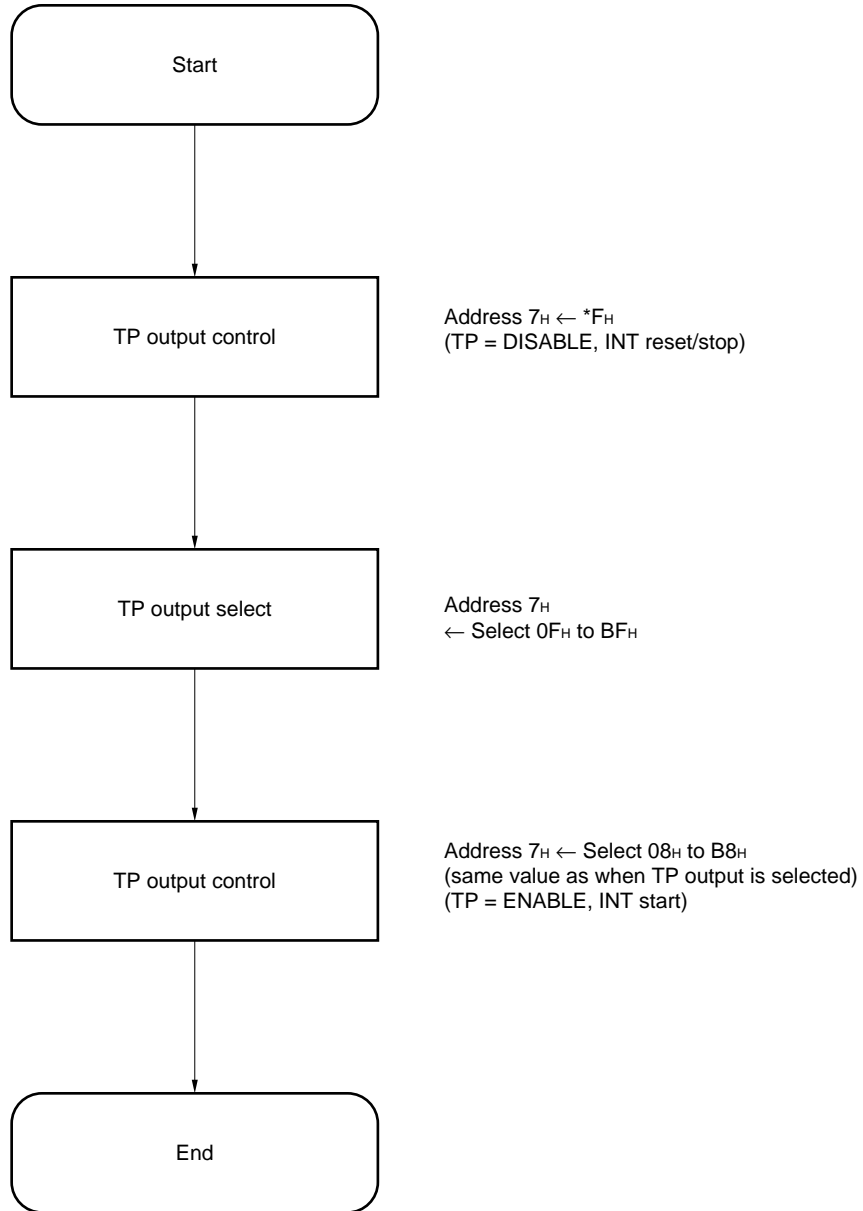 Start
TP output control
Address 7H ← *FH
(TP = DISABLE, INT reset/stop)
TP output select
Address 7H
← Select 0FH to BFH
TP output control
Address 7H ← Select 08H to B8H
(same value as when TP output is selected)
(TP = ENABLE, INT start)
End